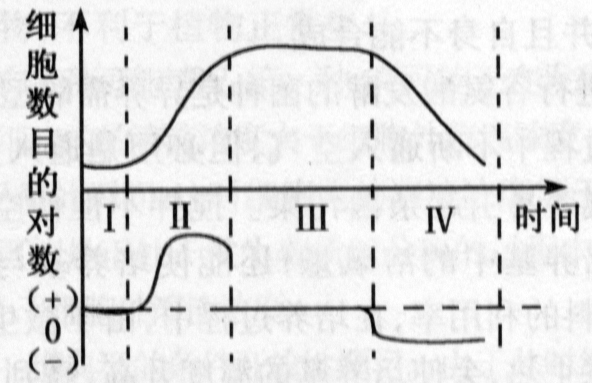 细胞数目的对数(+)0(-)
Ⅰ Ⅱ Ⅲ Ⅳ 时间